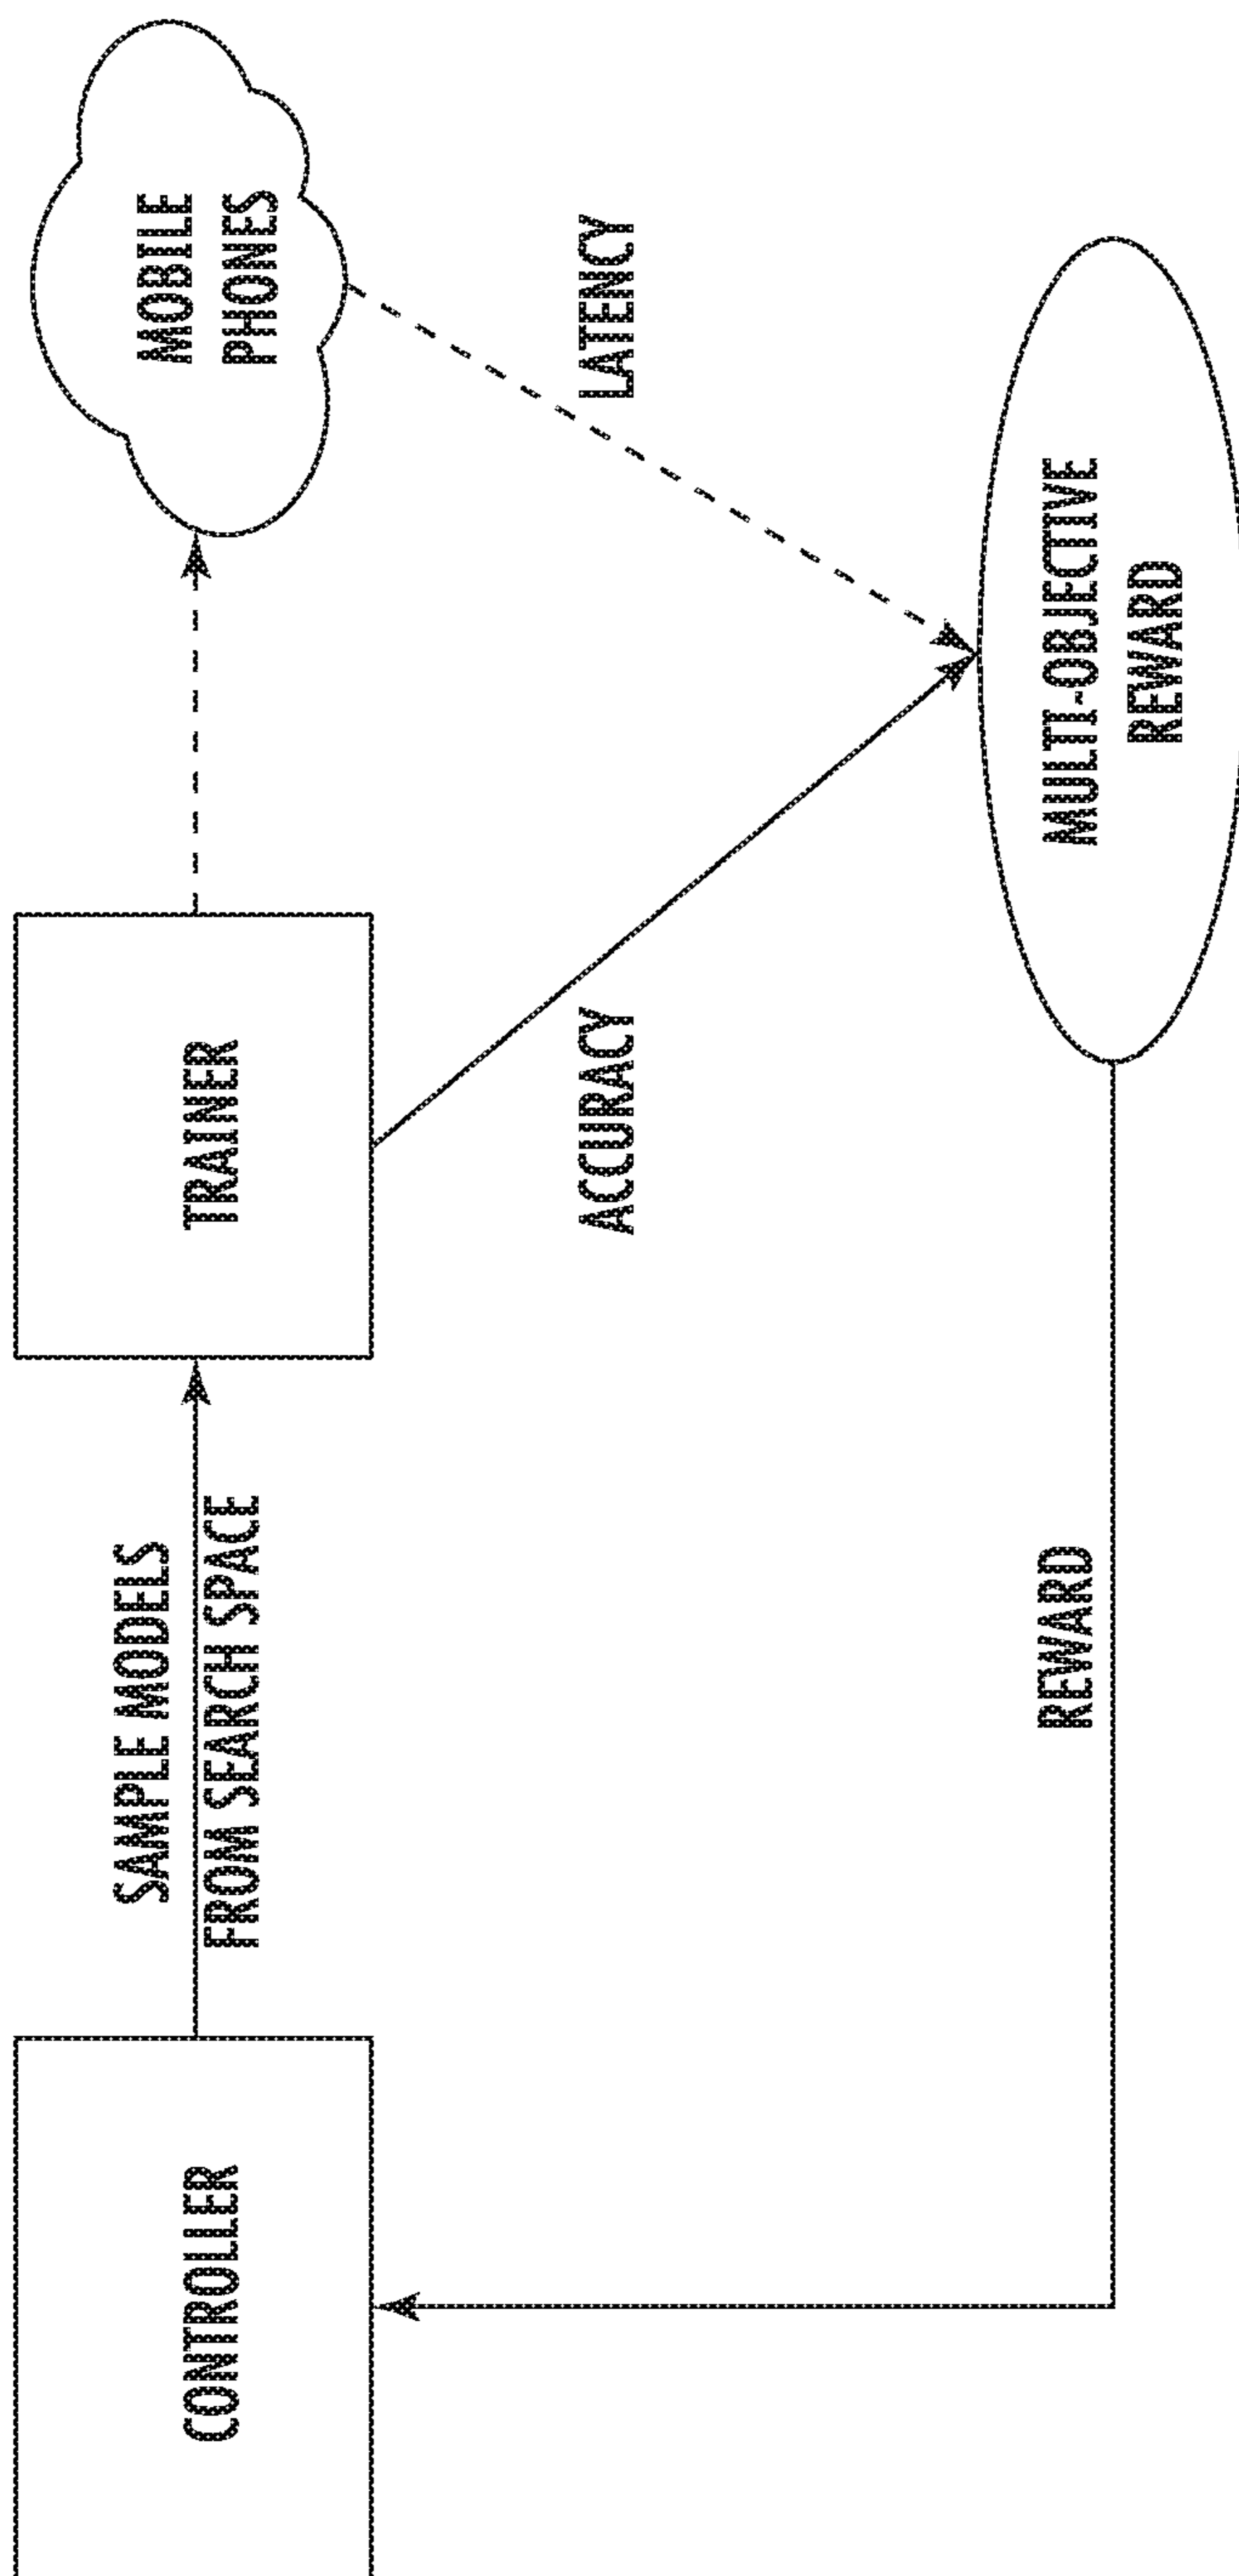 SAMPLE MODELS
FROM SEARCH SPACE
CONTROLLER
TRAINER
MOBILE
PHONES
ACCURACY
LATENCY
REWARD
MULTI-OBJECTIVE
REWARD